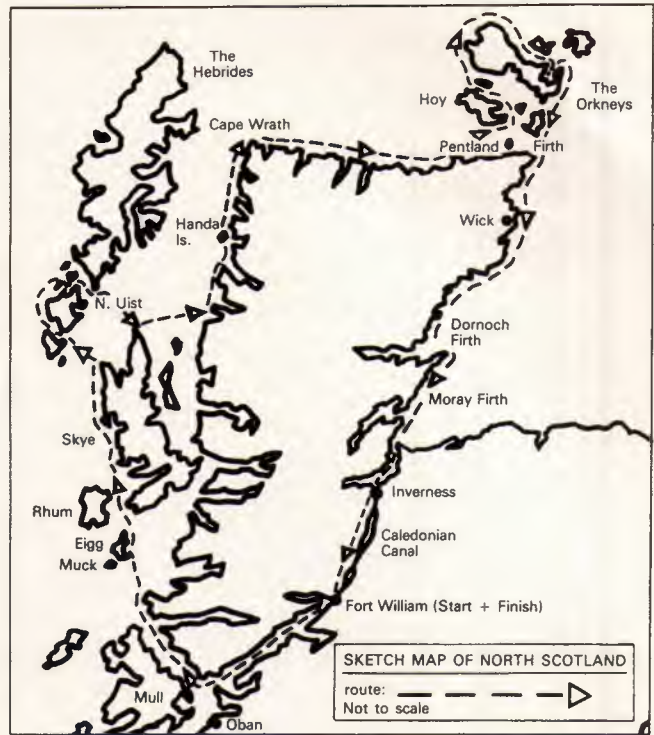 The
Hebrides
The
Orkneys
Hoy
Cape Wrath
Pentland Firth
Wick
Handa
Is.
N. Uist
Dornoch
Firth
Moray Firth
Skye
Inverness
Rhum
Eigg
Muck
Caledonian
Canal
Fort William (Start + Finish)
Mull
Oban
SKETCH MAP OF NORTH SCOTLAND
route:
Not to scale